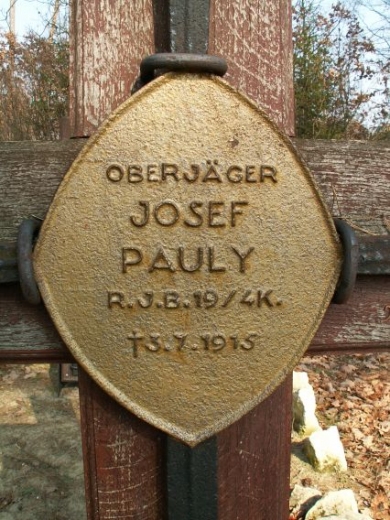 OBERJÄGER
JOSEF
PAULY
R.J.B.19/4K.
†3.7.1915